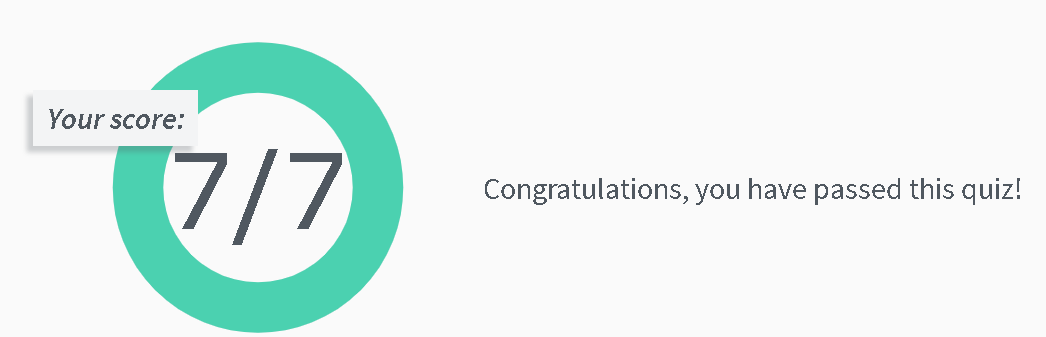 Your score:
7/7
Congratulations, you have passed this quiz!